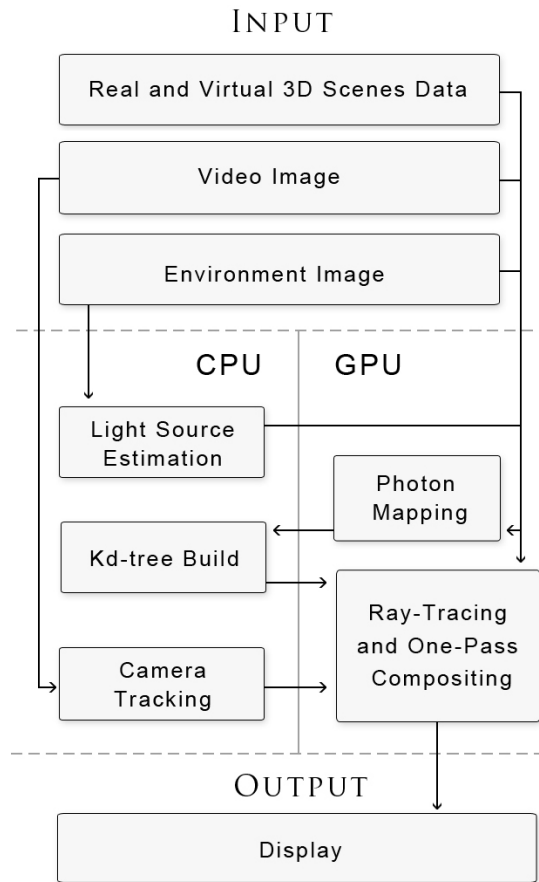 INPUT
Real and Virtual 3D Scenes Data
Video Image
Environment Image
CPU
GPU
Light Source
Estimation
Photon
Mapping
Kd-tree Build
Ray-Tracing
and One-Pass
Compositing
Camera
Tracking
OUTPUT
Display